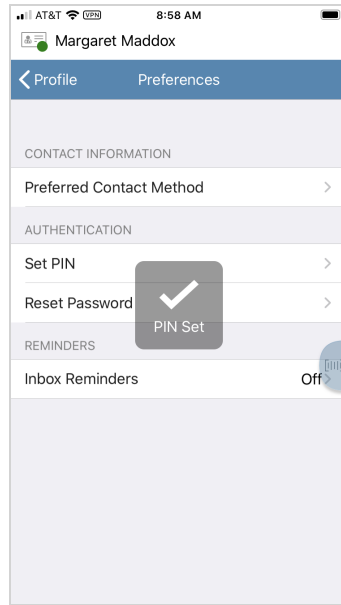 AT&T VPN 8:58 AM
Margaret Maddox
Profile Preferences
CONTACT INFORMATION
Preferred Contact Method
AUTHENTICATION
Set PIN
Reset Password
PIN Set
REMINDERS
Inbox Reminders Off